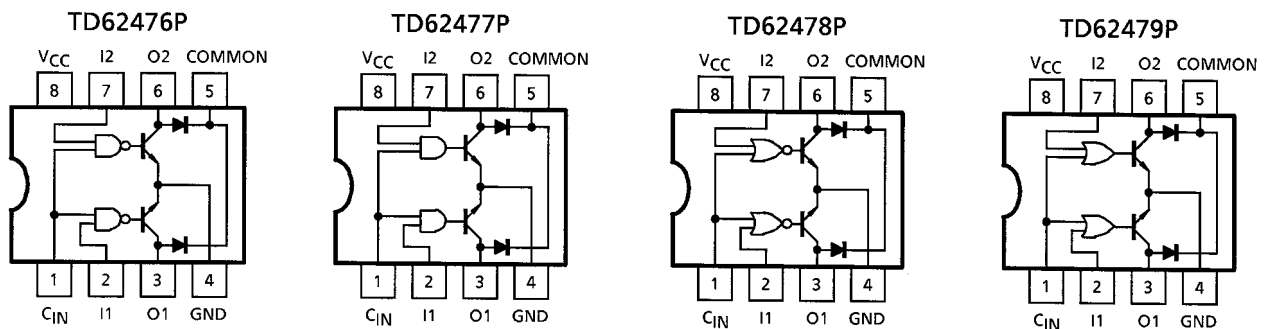 TD62476P
VCC I2 O2 COMMON
8 7 6 5
1 2 3 4
CIN I1 O1 GND
TD62477P
VCC I2 O2 COMMON
8 7 6 5
1 2 3 4
CIN I1 O1 GND
TD62478P
VCC I2 O2 COMMON
8 7 6 5
1 2 3 4
CIN I1 O1 GND
TD62479P
VCC I2 O2 COMMON
8 7 6 5
1 2 3 4
CIN I1 O1 GND